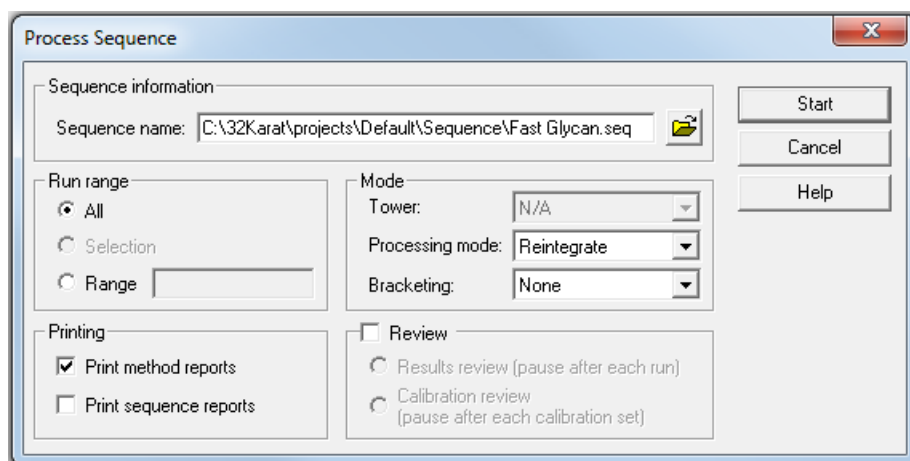 Process Sequence
Sequence information
Sequence name: C:\32Karat\projects\Default\Sequence\Fast Glycan.seq
Start
Cancel
Help
Run range
All
Selection
Range
Mode
Tower: N/A
Processing mode: Reintegrate
Bracketing: None
Printing
Print method reports
Print sequence reports
Review
Results review (pause after each run)
Calibration review
(pause after each calibration set)